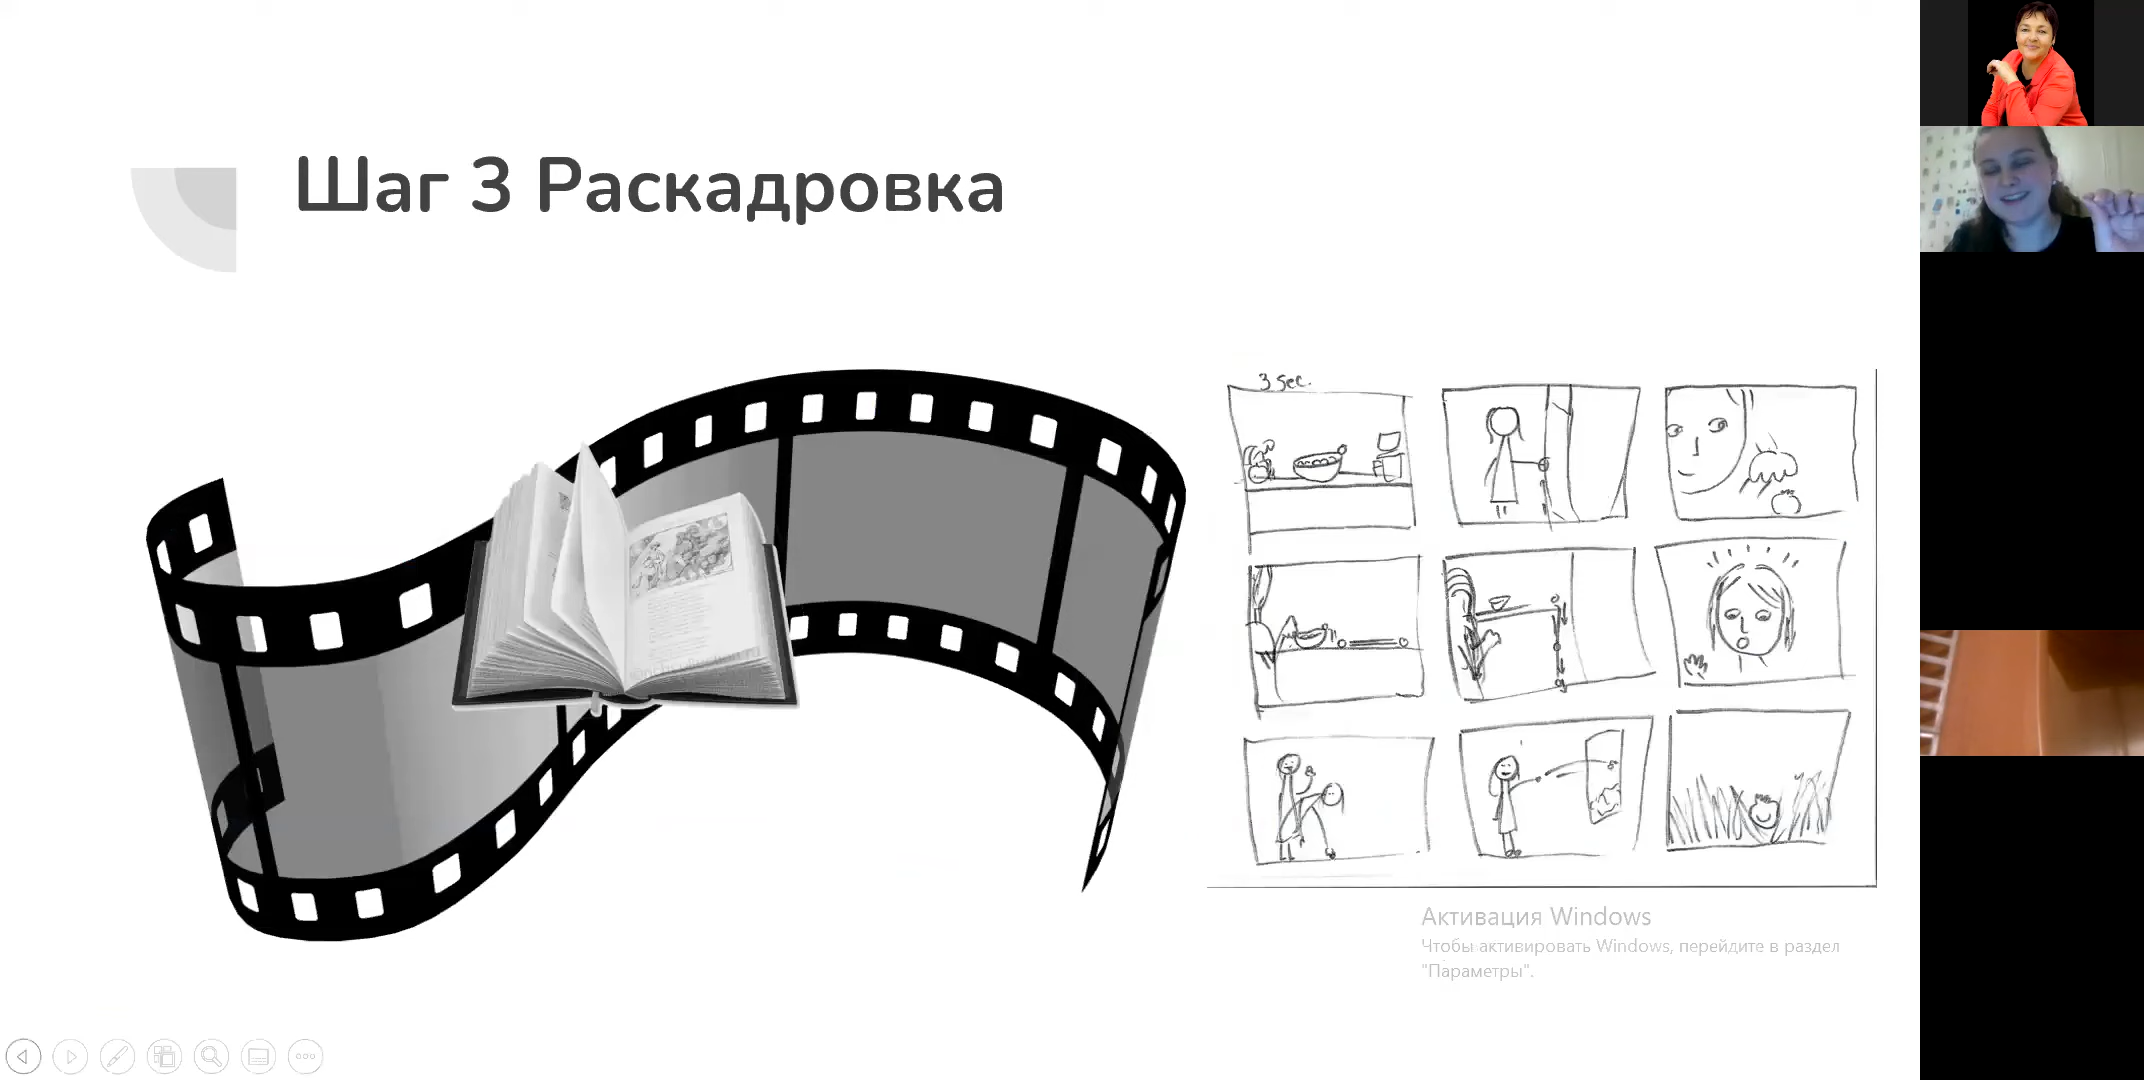 Шаг 3 Раскадровка
3 sec.
Активация Windows
Чтобы активировать Windows, перейдите в раздел
"Параметры".